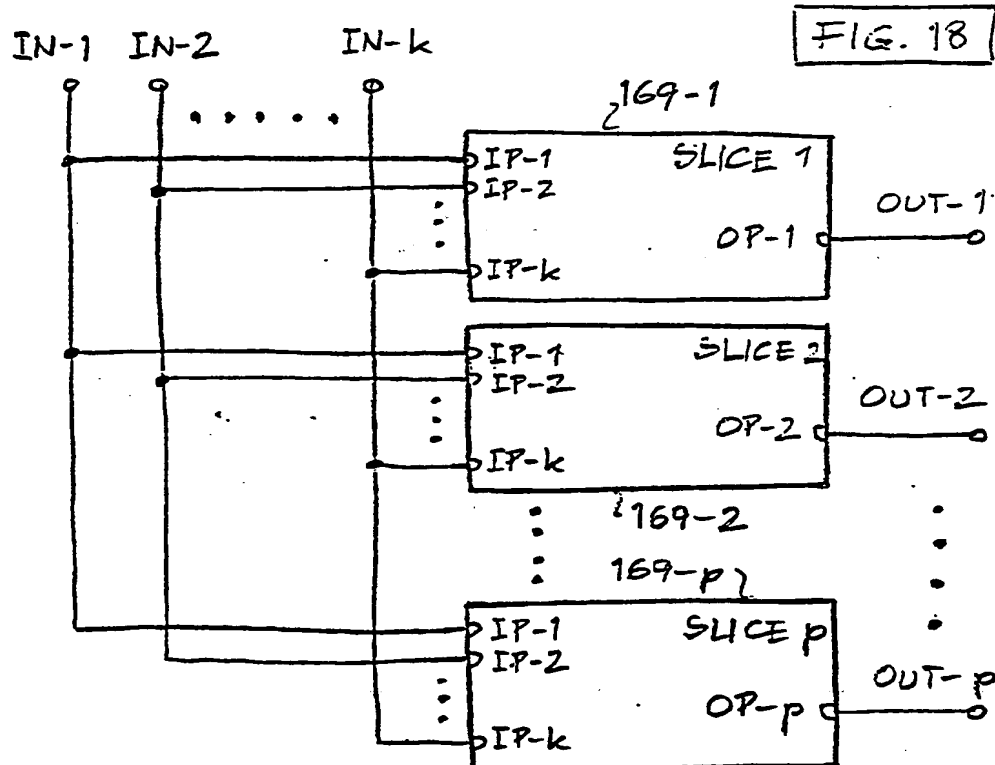 FIG. 18
IN-1 IN-2 IN-k
169-1
IP-1 SLICE 1
IP-2
OUT-1
OP-1
IP-k
IP-1 SLICE 2
IP-2
OUT-2
OP-2
IP-k
169-2
169-p
IP-1 SLICE p
IP-2
OUT-p
OP-p
IP-k